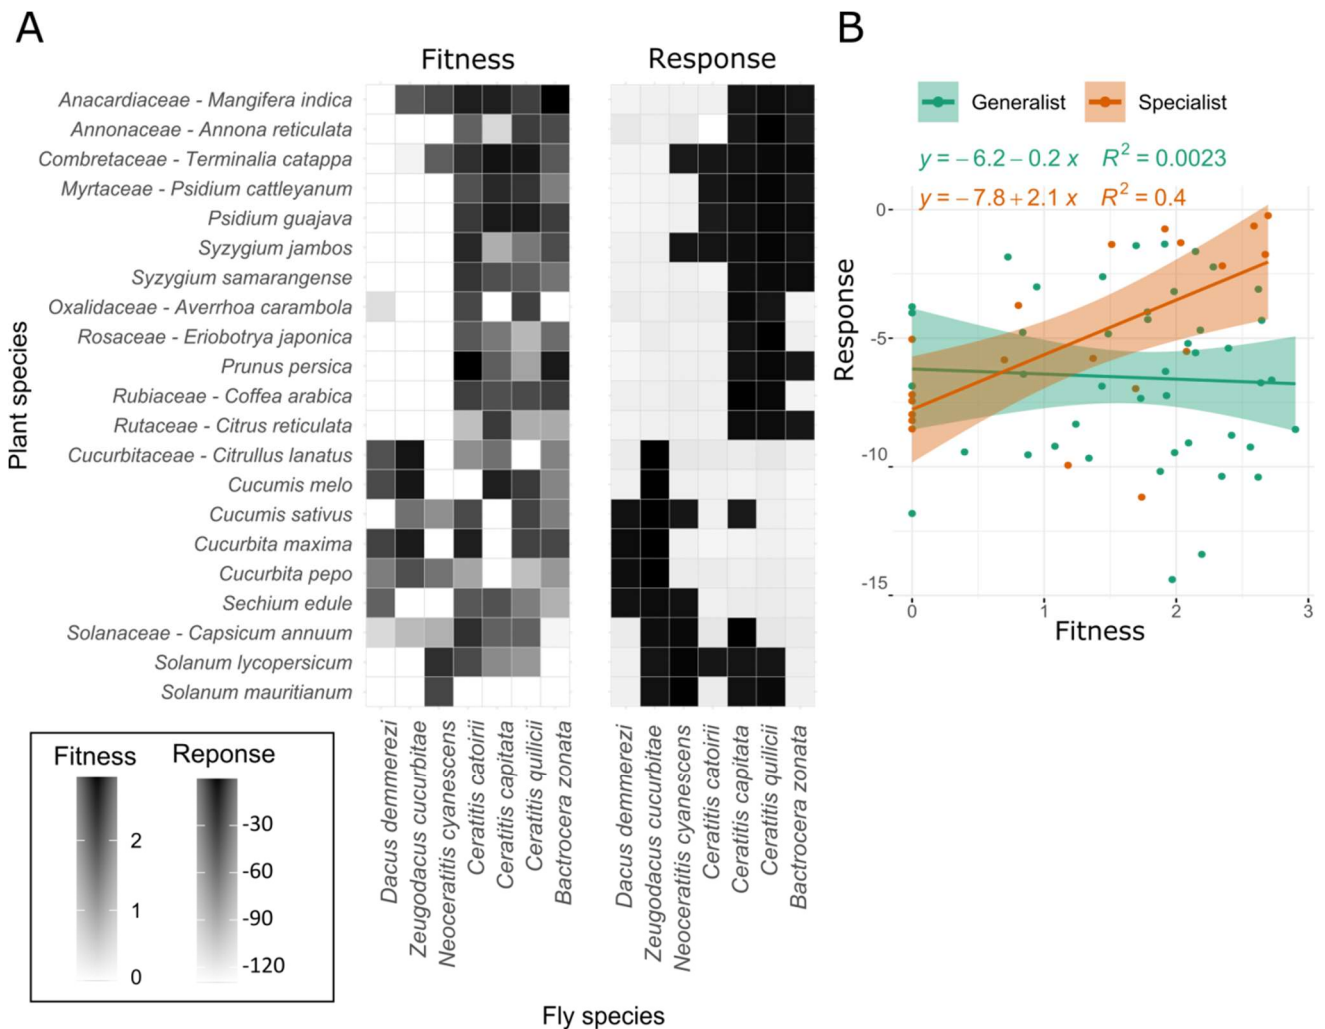 A
B
Fitness
Response
Anacardiaceae - Mangifera indica
Annonaceae - Annona reticulata
Combretaceae - Terminalia catappa
Myrtaceae - Psidium cattleyanum
Psidium guajava
Syzygium jambos
Syzygium samarangense
Oxalidaceae - Averrhoa carambola
Rosaceae - Eriobotrya japonica
Prunus persica
Rubiaceae - Coffea arabica
Rutaceae - Citrus reticulata
Cucurbitaceae - Citrullus lanatus
Cucumis melo
Cucumis sativus
Cucurbita maxima
Cucurbita pepo
Sechium edule
Solanaceae - Capsicum annuum
Solanum lycopersicum
Solanum mauritianum
Plant species
Dacus demmerezi
Zeugodacus cucurbitae
Neoceratitis cyanescens
Ceratitis catoirii
Ceratitis capitata
Ceratitis quilicii
Bactrocera zonata
Dacus demmerezi
Zeugodacus cucurbitae
Neoceratitis cyanescens
Ceratitis catoirii
Ceratitis capitata
Ceratitis quilicii
Bactrocera zonata
Fly species
Fitness
Reponse
2
1
0
-30
-60
-90
-120
Generalist
Specialist
y = −6.2 − 0.2 x R² = 0.0023
y = −7.8 + 2.1 x R² = 0.4
Response
0
-5
-10
-15
0
1
2
3
Fitness